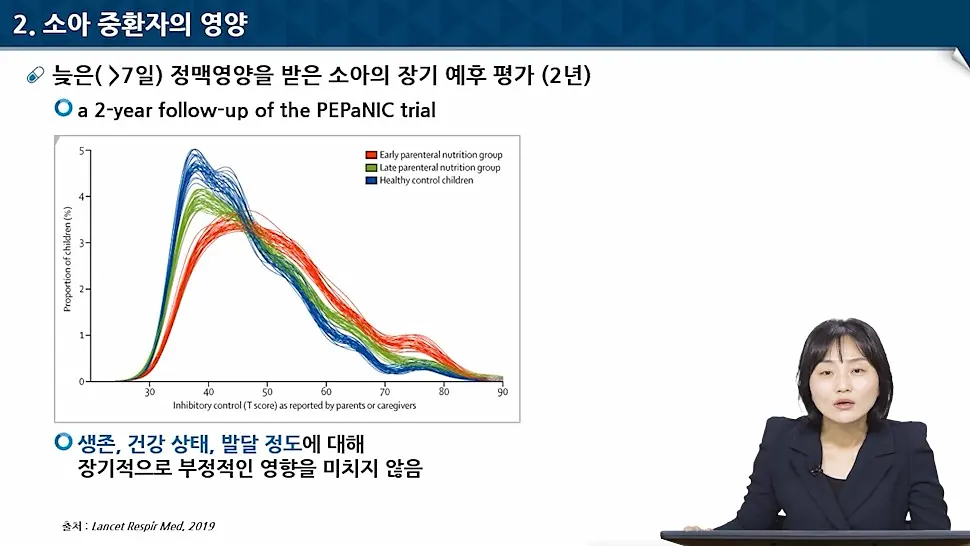 2. 소아 중환자의 영양
늦은( >7일) 정맥영양을 받은 소아의 장기 예후 평가 (2년)
a 2-year follow-up of the PEPaNIC trial
Early parenteral nutrition group
Late parenteral nutrition group
Healthy control children
Proportion of children (%)
5
4
3
2
1
0
30 40 50 60 70 80 90
Inhibitory control (T score) as reported by parents or caregivers
생존, 건강 상태, 발달 정도에 대해
장기적으로 부정적인 영향을 미치지 않음
출처 : Lancet Respir Med, 2019